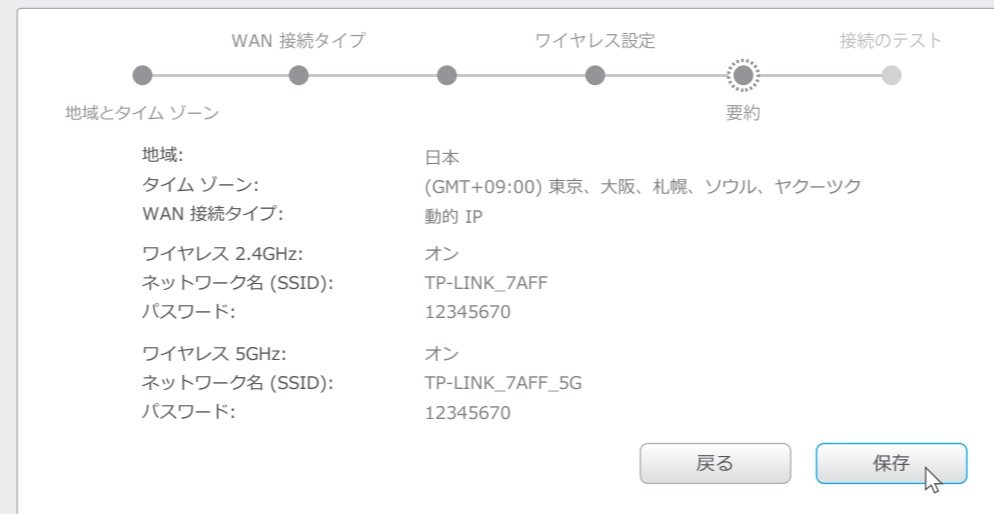 WAN 接続タイプ ワイヤレス設定 接続のテスト
地域とタイム ゾーン 要約
地域: 日本
タイム ゾーン: (GMT+09:00) 東京、大阪、札幌、ソウル、ヤクーツク
WAN 接続タイプ: 動的 IP
ワイヤレス 2.4GHz: オン
ネットワーク名 (SSID): TP-LINK_7AFF
パスワード: 12345670
ワイヤレス 5GHz: オン
ネットワーク名 (SSID): TP-LINK_7AFF_5G
パスワード: 12345670
戻る 保存